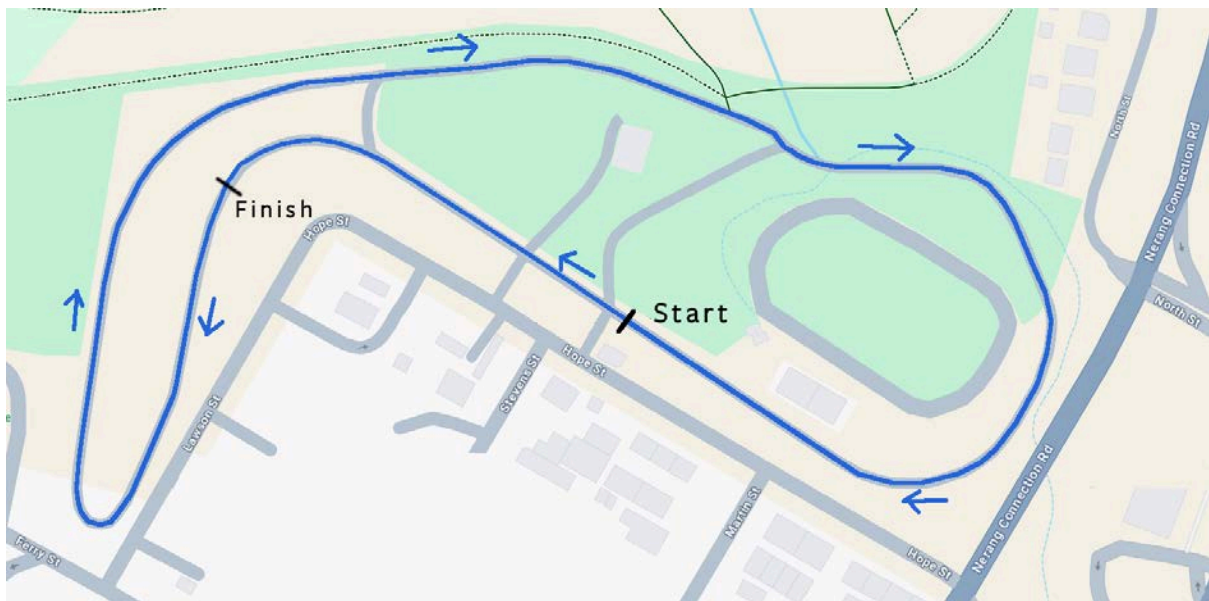 North St
Nerang Connection Rd
Finish
Hope St
Start
North St
Hope St
Stevens St
Lawson St
Martin St
Nerang Connection Rd
Hope St
Ferry St
e